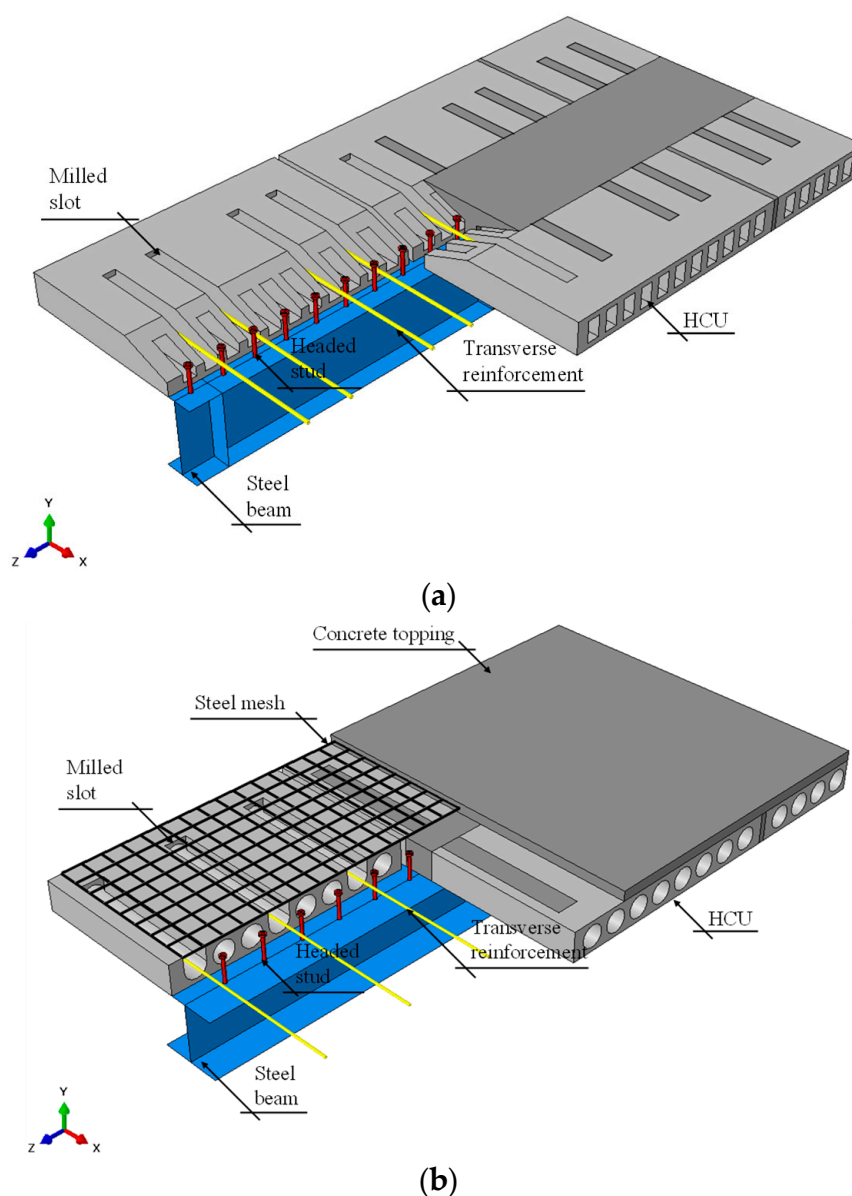 Milled
slot
HCU
Headed
stud
Transverse
reinforcement
Steel
beam
Y
Z
X
(a)
Concrete topping
Steel mesh
Milled
slot
HCU
Transverse
reinforcement
Headed
stud
Steel
beam
Y
Z
X
(b)